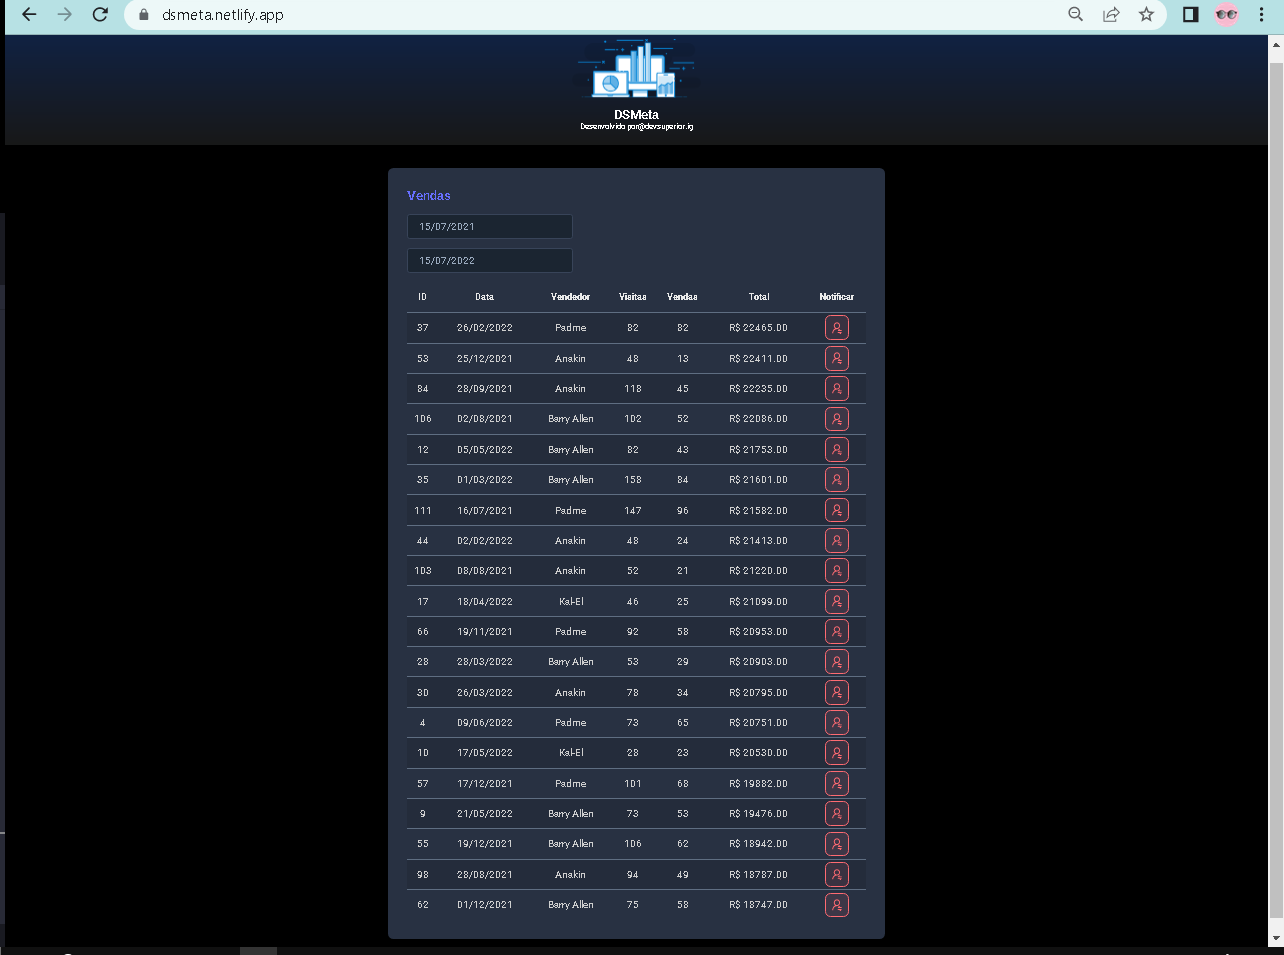 dsmeta.netlify.app
DSMeta
Desenvolvido por@devsuperior.ig
Vendas
15/07/2021
15/07/2022
ID Data Vendedor Visitas Vendas Total Notificar
37 26/02/2022 Padme 82 82 R$ 22465.00
53 25/12/2021 Anakin 48 13 R$ 22411.00
84 28/09/2021 Anakin 118 45 R$ 22235.00
106 02/08/2021 Barry Allen 102 52 R$ 22086.00
12 05/05/2022 Barry Allen 82 43 R$ 21753.00
35 01/03/2022 Barry Allen 158 84 R$ 21601.00
111 16/07/2021 Padme 147 96 R$ 21582.00
44 02/02/2022 Anakin 48 24 R$ 21413.00
103 08/08/2021 Anakin 52 21 R$ 21220.00
17 18/04/2022 Kal-El 46 25 R$ 21099.00
66 19/11/2021 Padme 92 58 R$ 20953.00
28 28/03/2022 Barry Allen 53 29 R$ 20903.00
30 26/03/2022 Anakin 78 34 R$ 20795.00
4 09/06/2022 Padme 73 65 R$ 20751.00
10 17/05/2022 Kal-El 28 23 R$ 20530.00
57 17/12/2021 Padme 101 68 R$ 19882.00
9 21/05/2022 Barry Allen 73 53 R$ 19476.00
55 19/12/2021 Barry Allen 106 62 R$ 18942.00
98 28/08/2021 Anakin 94 49 R$ 18787.00
62 01/12/2021 Barry Allen 75 58 R$ 18747.00